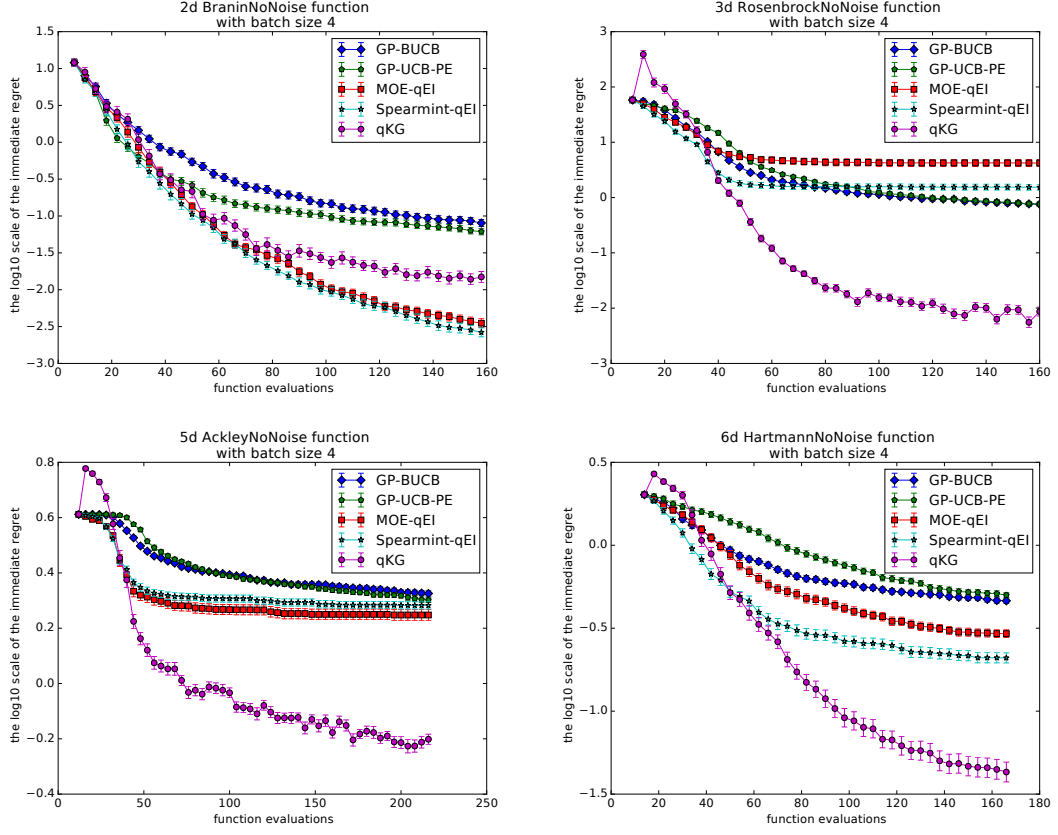 2d BraninNoNoise function
with batch size 4
the log10 scale of the immediate regret
1.5
1.0
0.5
0.0
−0.5
−1.0
−1.5
−2.0
−2.5
−3.0
GP-BUCB
GP-UCB-PE
MOE-qEI
Spearmint-qEI
qKG
0 20 40 60 80 100 120 140 160
function evaluations
3d RosenbrockNoNoise function
with batch size 4
the log10 scale of the immediate regret
3
2
1
0
−1
−2
−3
GP-BUCB
GP-UCB-PE
MOE-qEI
Spearmint-qEI
qKG
0 20 40 60 80 100 120 140 160
function evaluations
5d AckleyNoNoise function
with batch size 4
the log10 scale of the immediate regret
0.8
0.6
0.4
0.2
0.0
−0.2
−0.4
GP-BUCB
GP-UCB-PE
MOE-qEI
Spearmint-qEI
qKG
0 50 100 150 200 250
function evaluations
6d HartmannNoNoise function
with batch size 4
the log10 scale of the immediate regret
0.5
0.0
−0.5
−1.0
−1.5
GP-BUCB
GP-UCB-PE
MOE-qEI
Spearmint-qEI
qKG
0 20 40 60 80 100 120 140 160 180
function evaluations